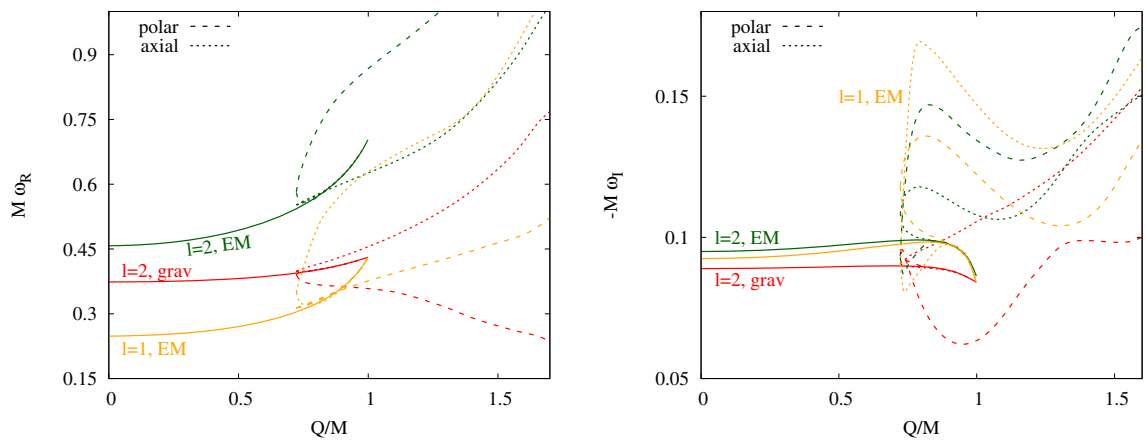 polar
axial
0.9
0.75
0.6
0.45
0.3
0.15
M ω_R
l=2, EM
l=2, grav
l=1, EM
0
0.5
1
1.5
Q/M
polar
axial
0.15
0.1
0.05
-M ω_I
l=1, EM
l=2, EM
l=2, grav
0
0.5
1
1.5
Q/M